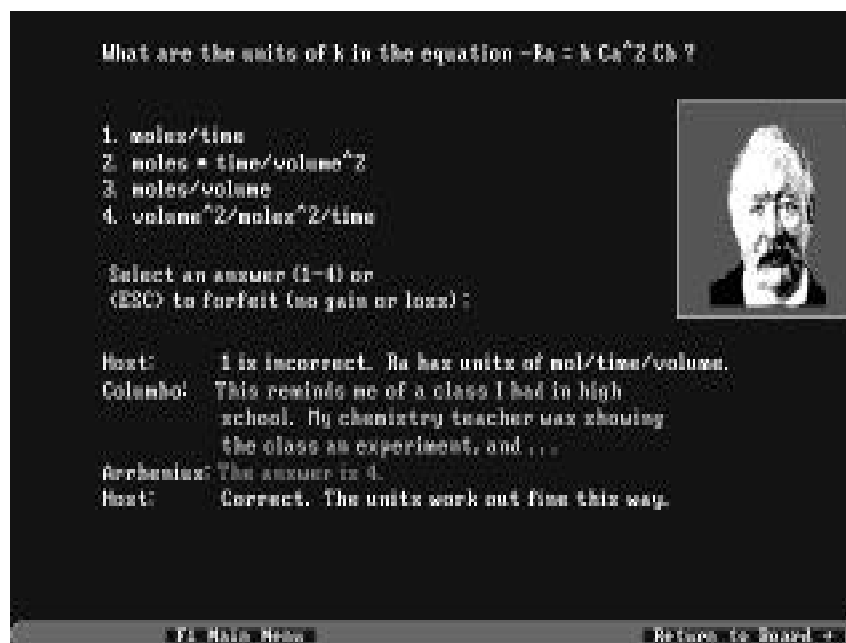 What are the units of k in the equation -Ra = k Ca^2 Cb ?
1. moles/time
2. moles * time/volume^2
3. moles/volume
4. volume^2/moles^2/time
Select an answer (1-4) or
(ESC) to forfeit (no gain or loss) :
Host: 1 is incorrect. Ra has units of mol/time/volume.
Columbo: This reminds me of a class I had in high
school. My chemistry teacher was showing
the class an experiment, and ...
Arrhenius: The answer is 4.
Host: Correct. The units work out fine this way.
F1 Main Menu Return to Board